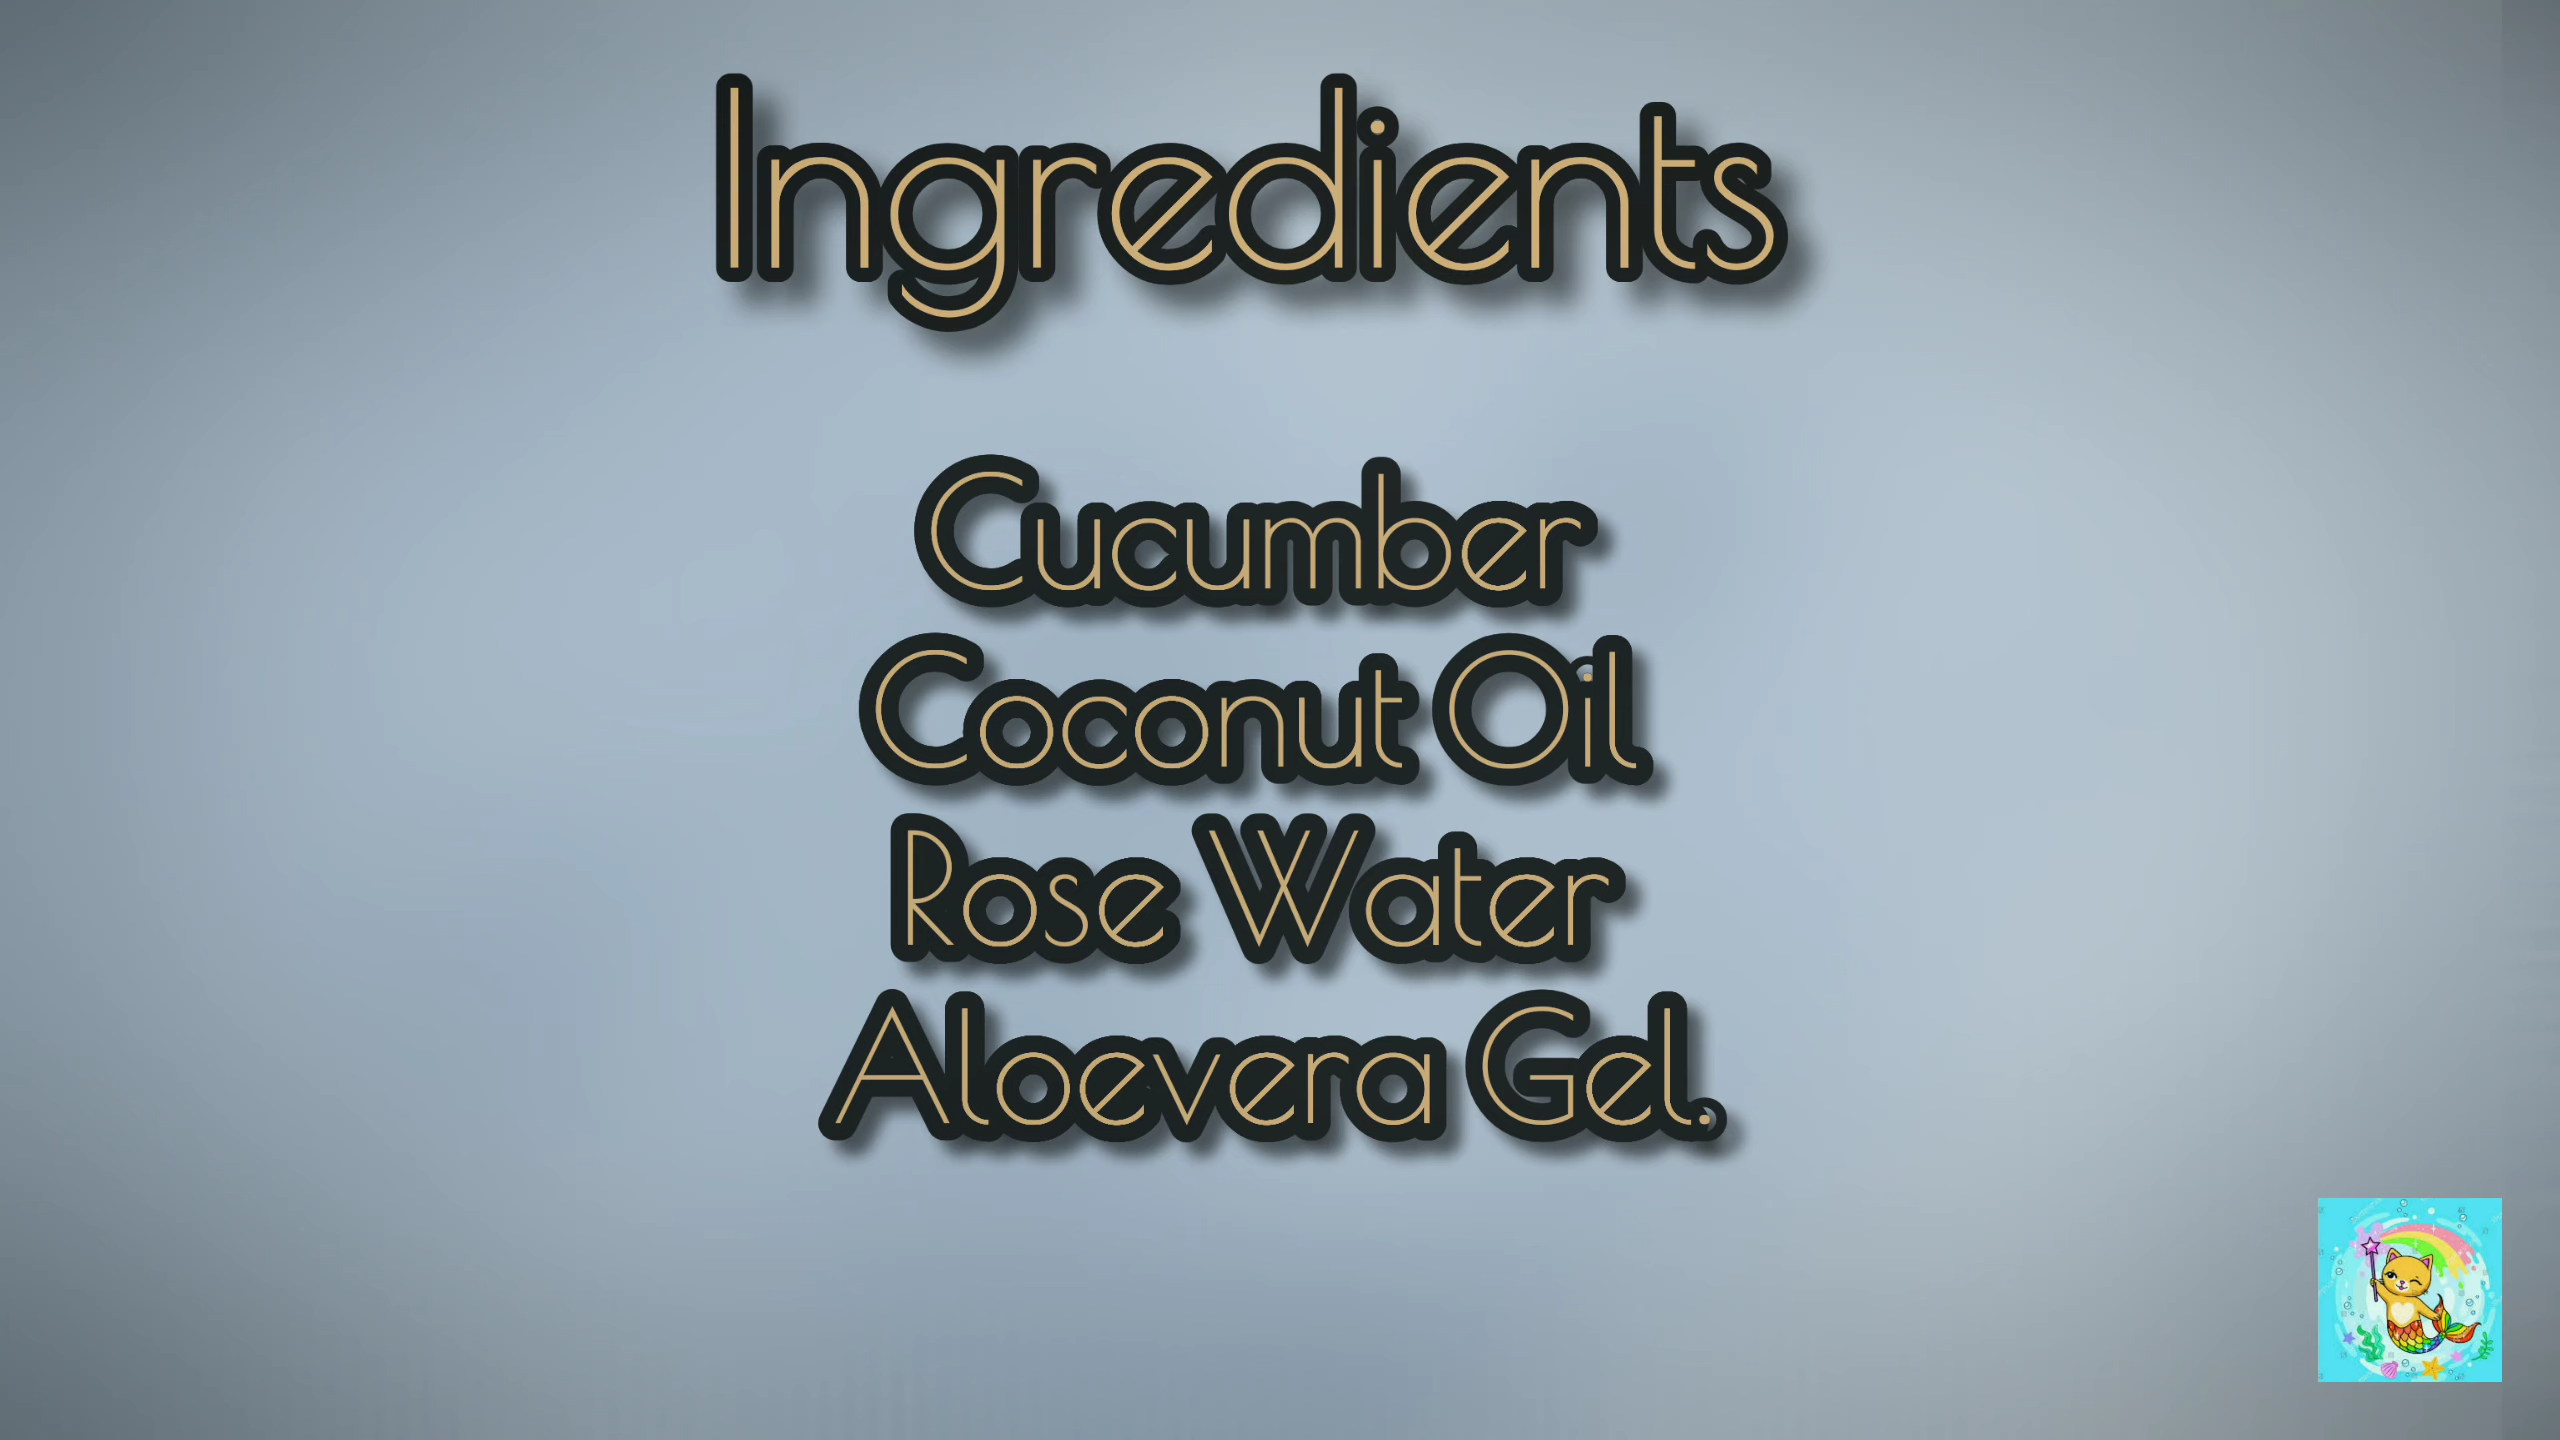 Ingredients
Cucumber
Coconut Oil
Rose Water
Aloevera Gel.